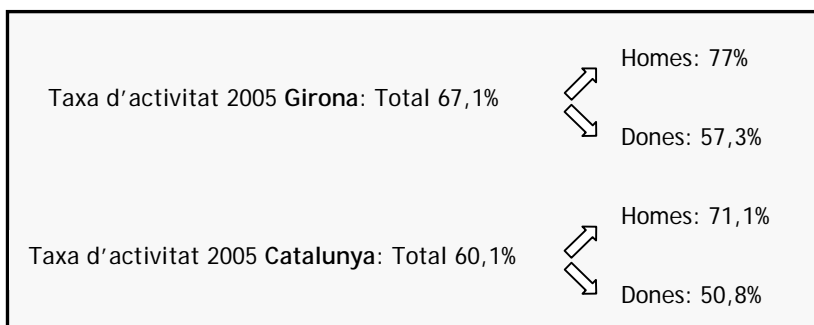 Homes: 77%
Taxa d'activitat 2005 Girona: Total 67,1%
Dones: 57,3%
Homes: 71,1%
Taxa d'activitat 2005 Catalunya: Total 60,1%
Dones: 50,8%